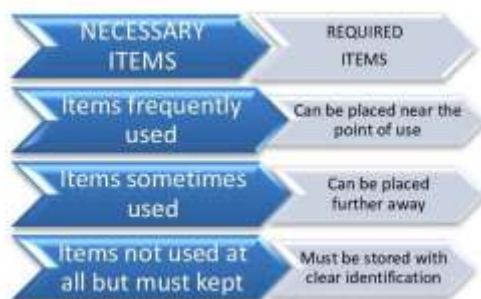 NECESSARY
ITEMS
REQUIRED
ITEMS
Items frequently
used
Can be placed near the
point of use
Items sometimes
used
Can be placed
further away
Items not used at
all but must kept
Must be stored with
clear identification